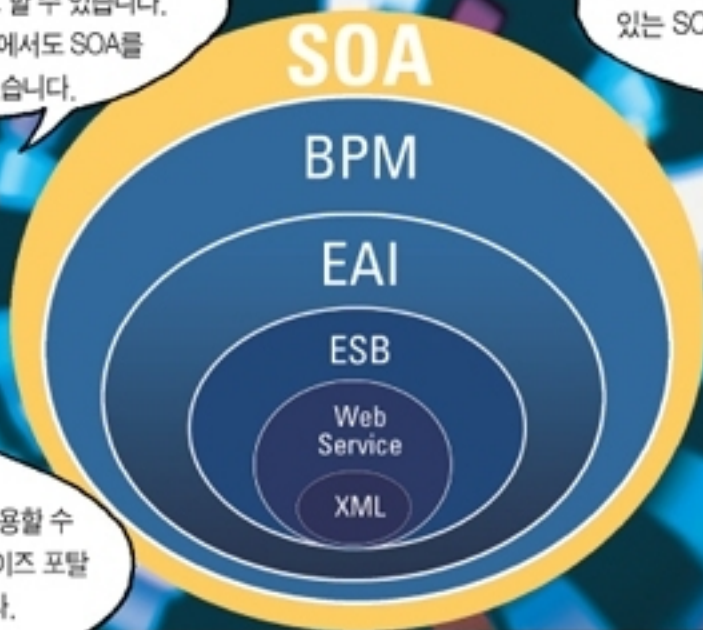 할 수 있습니다.
에서도 SOA를
습니다.
있는
SOA
BPM
EAI
ESB
Web
Service
XML
용할 수
이즈 포탈